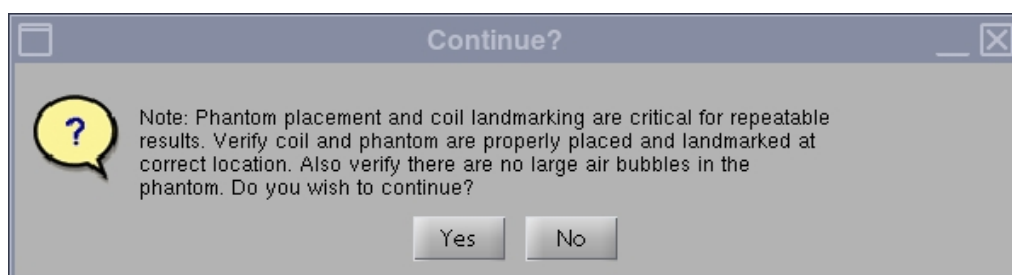 Continue?
?
Note: Phantom placement and coil landmarking are critical for repeatable
results. Verify coil and phantom are properly placed and landmarked at
correct location. Also verify there are no large air bubbles in the
phantom. Do you wish to continue?
Yes No